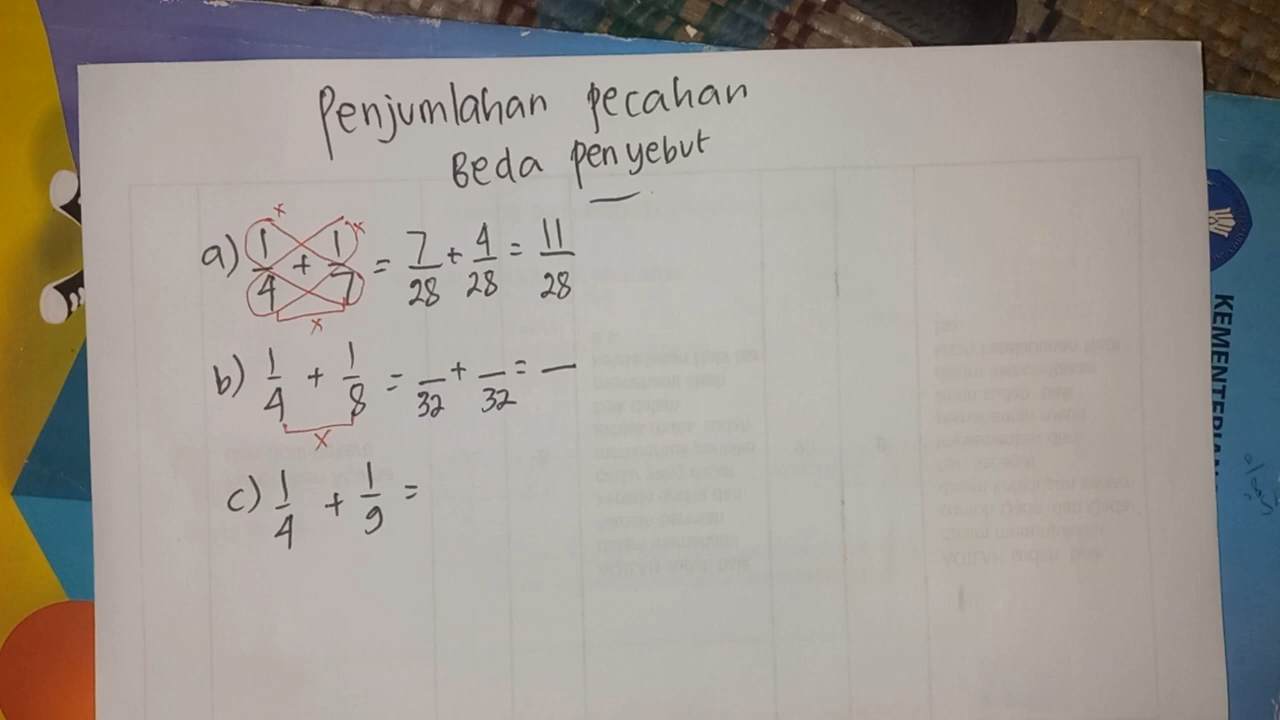 Penjumlahan pecahan
Beda penyebut
a) 1/4 + 1/7 = 7/28 + 4/28 = 11/28
x x
x
b) 1/4 + 1/8 = /32 + /32 = —
x
c) 1/4 + 1/9 =
KEMENTERIAN